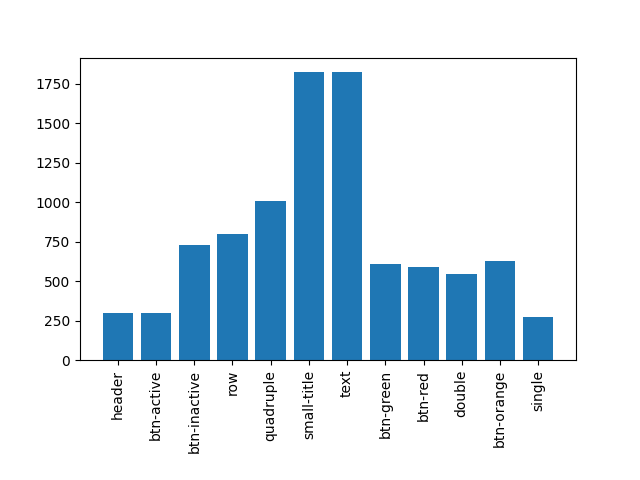 1750
1500
1250
1000
750
500
250
0
header
btn-active
btn-inactive
row
quadruple
small-title
text
btn-green
btn-red
double
btn-orange
single